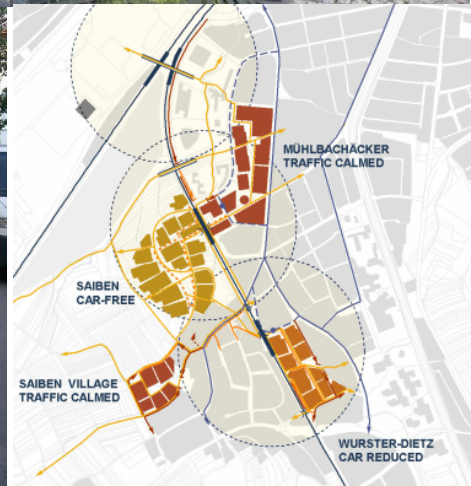 MÜHLBACHÄCKER
TRAFFIC CALMED
SAIBEN
CAR-FREE
SAIBEN VILLAGE
TRAFFIC CALMED
WURSTER-DIETZ
CAR REDUCED